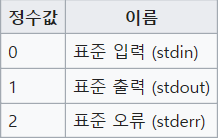 정수값 이름
0 표준 입력 (stdin)
1 표준 출력 (stdout)
2 표준 오류 (stderr)